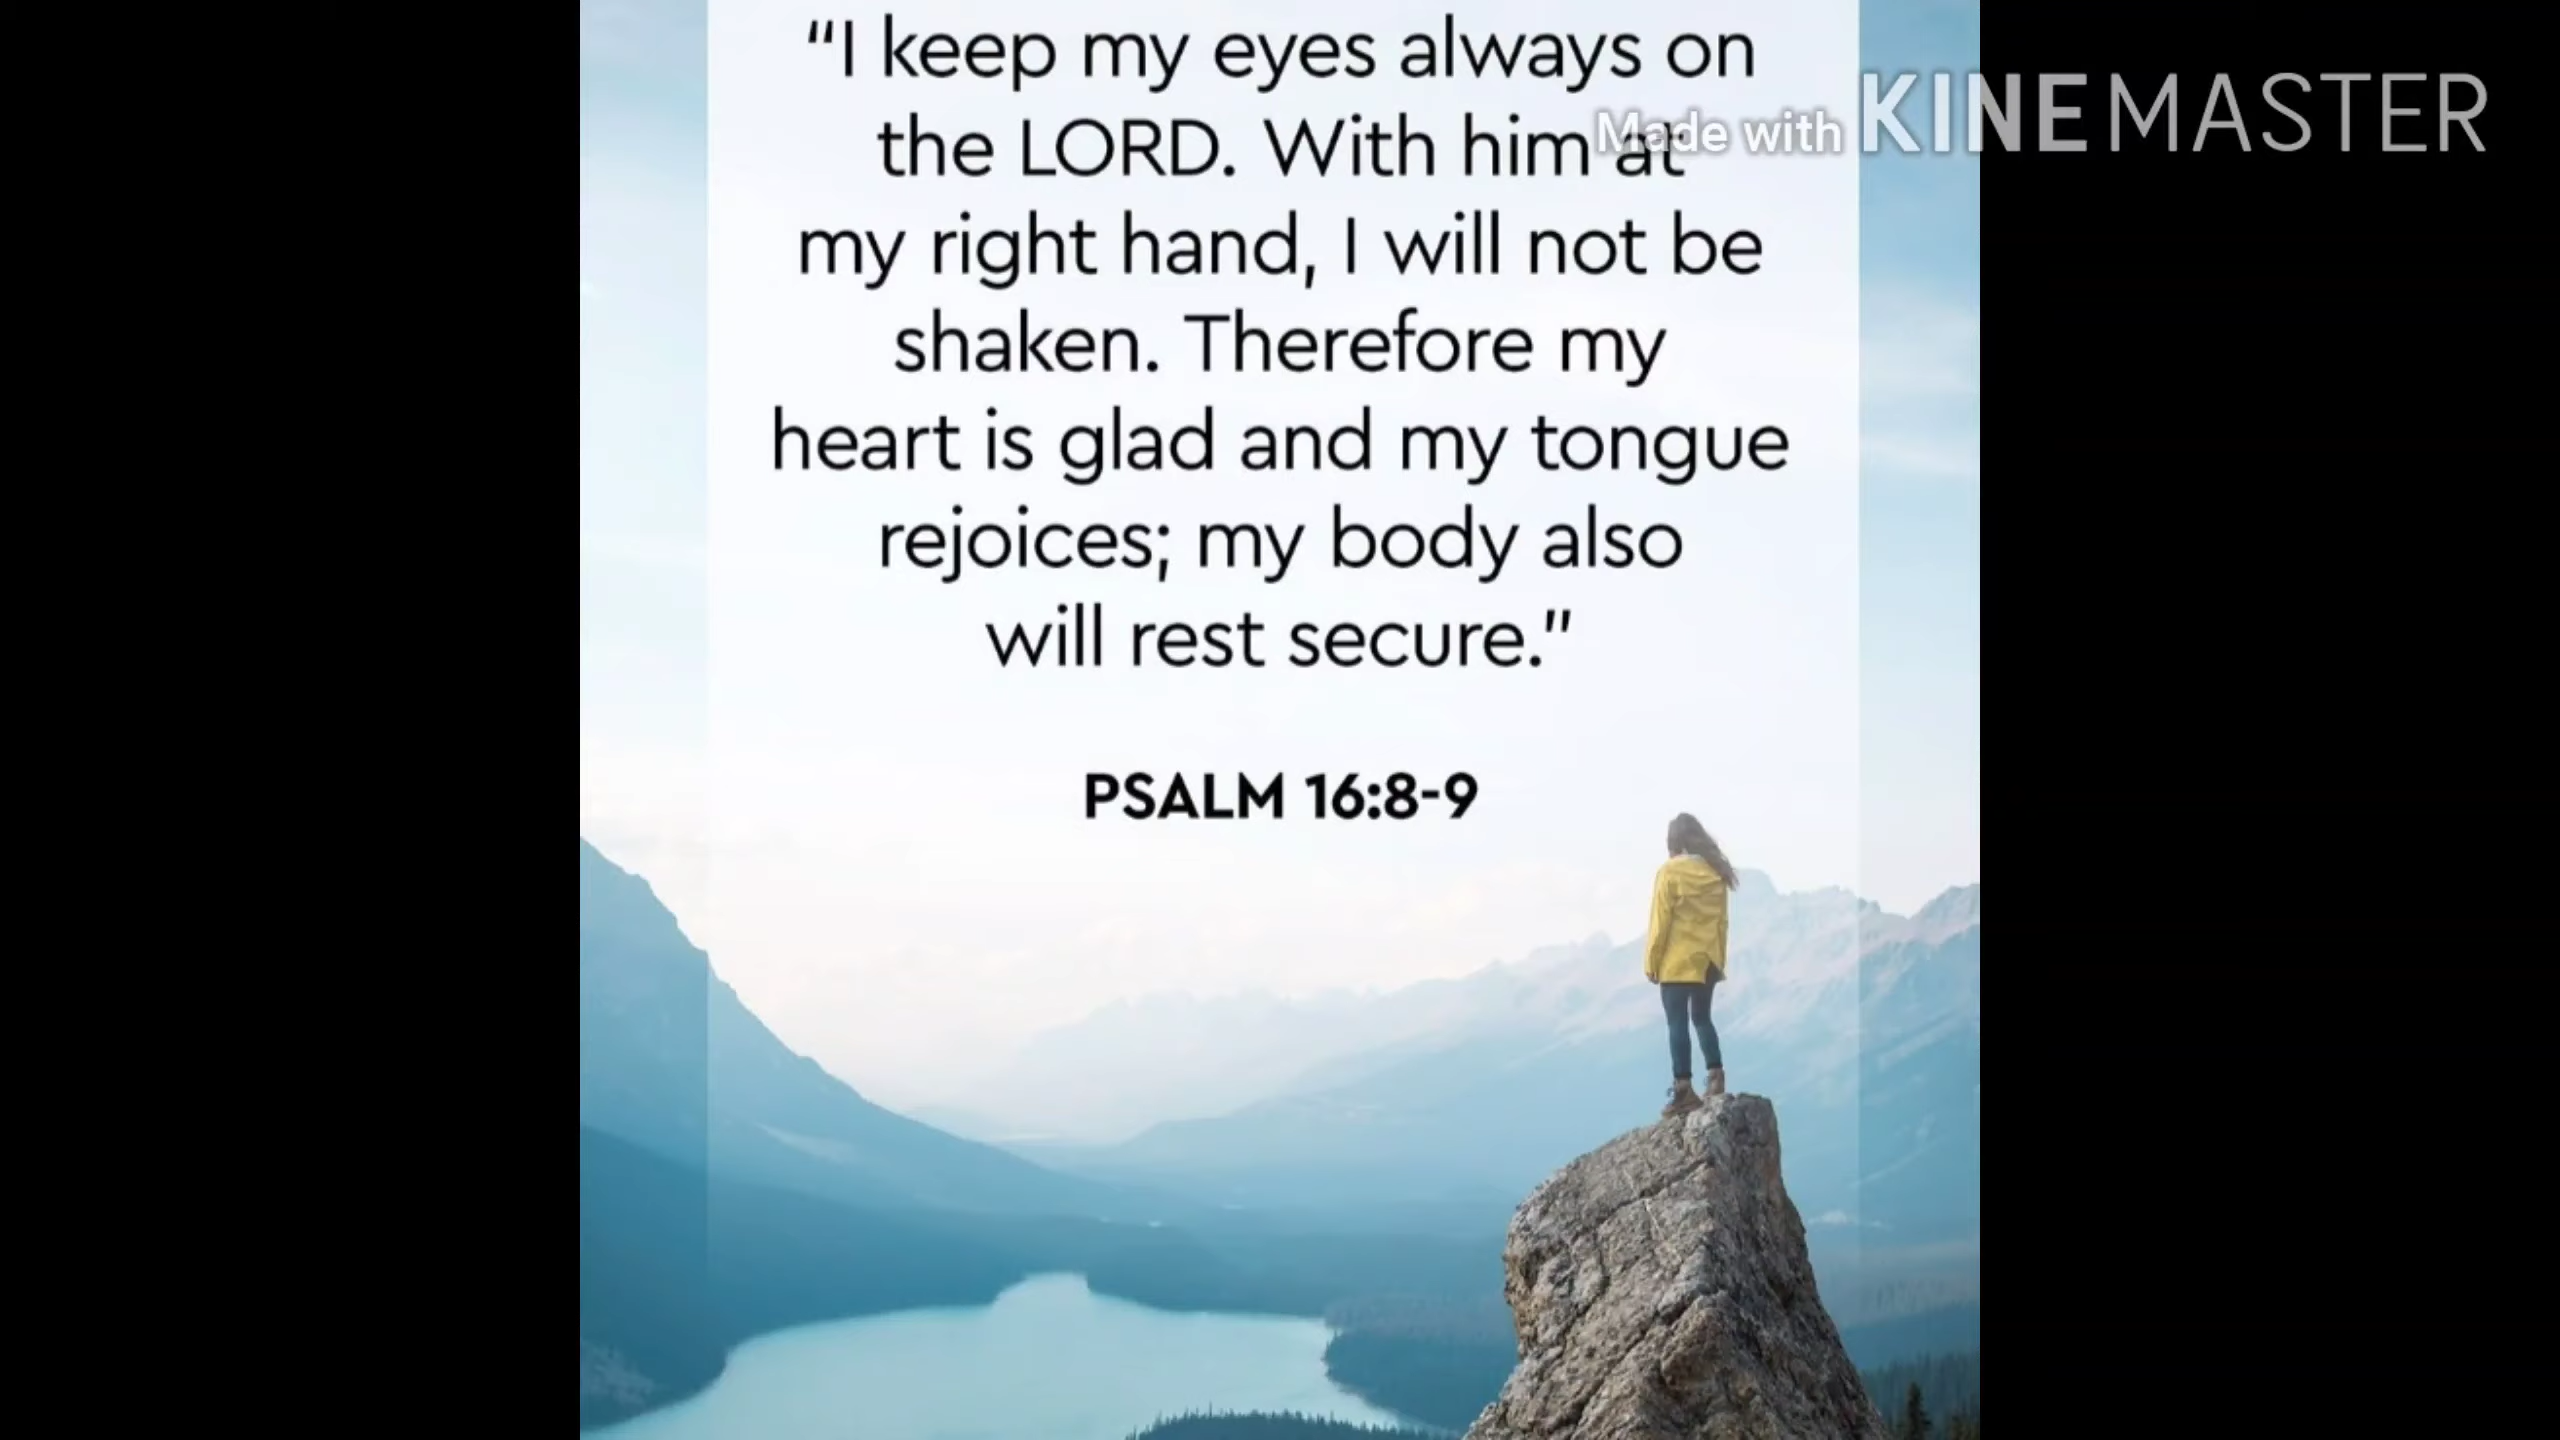 “I keep my eyes always on
the LORD. With him at
my right hand, I will not be
shaken. Therefore my
heart is glad and my tongue
rejoices; my body also
will rest secure.”
PSALM 16:8-9
Made with KINEMASTER